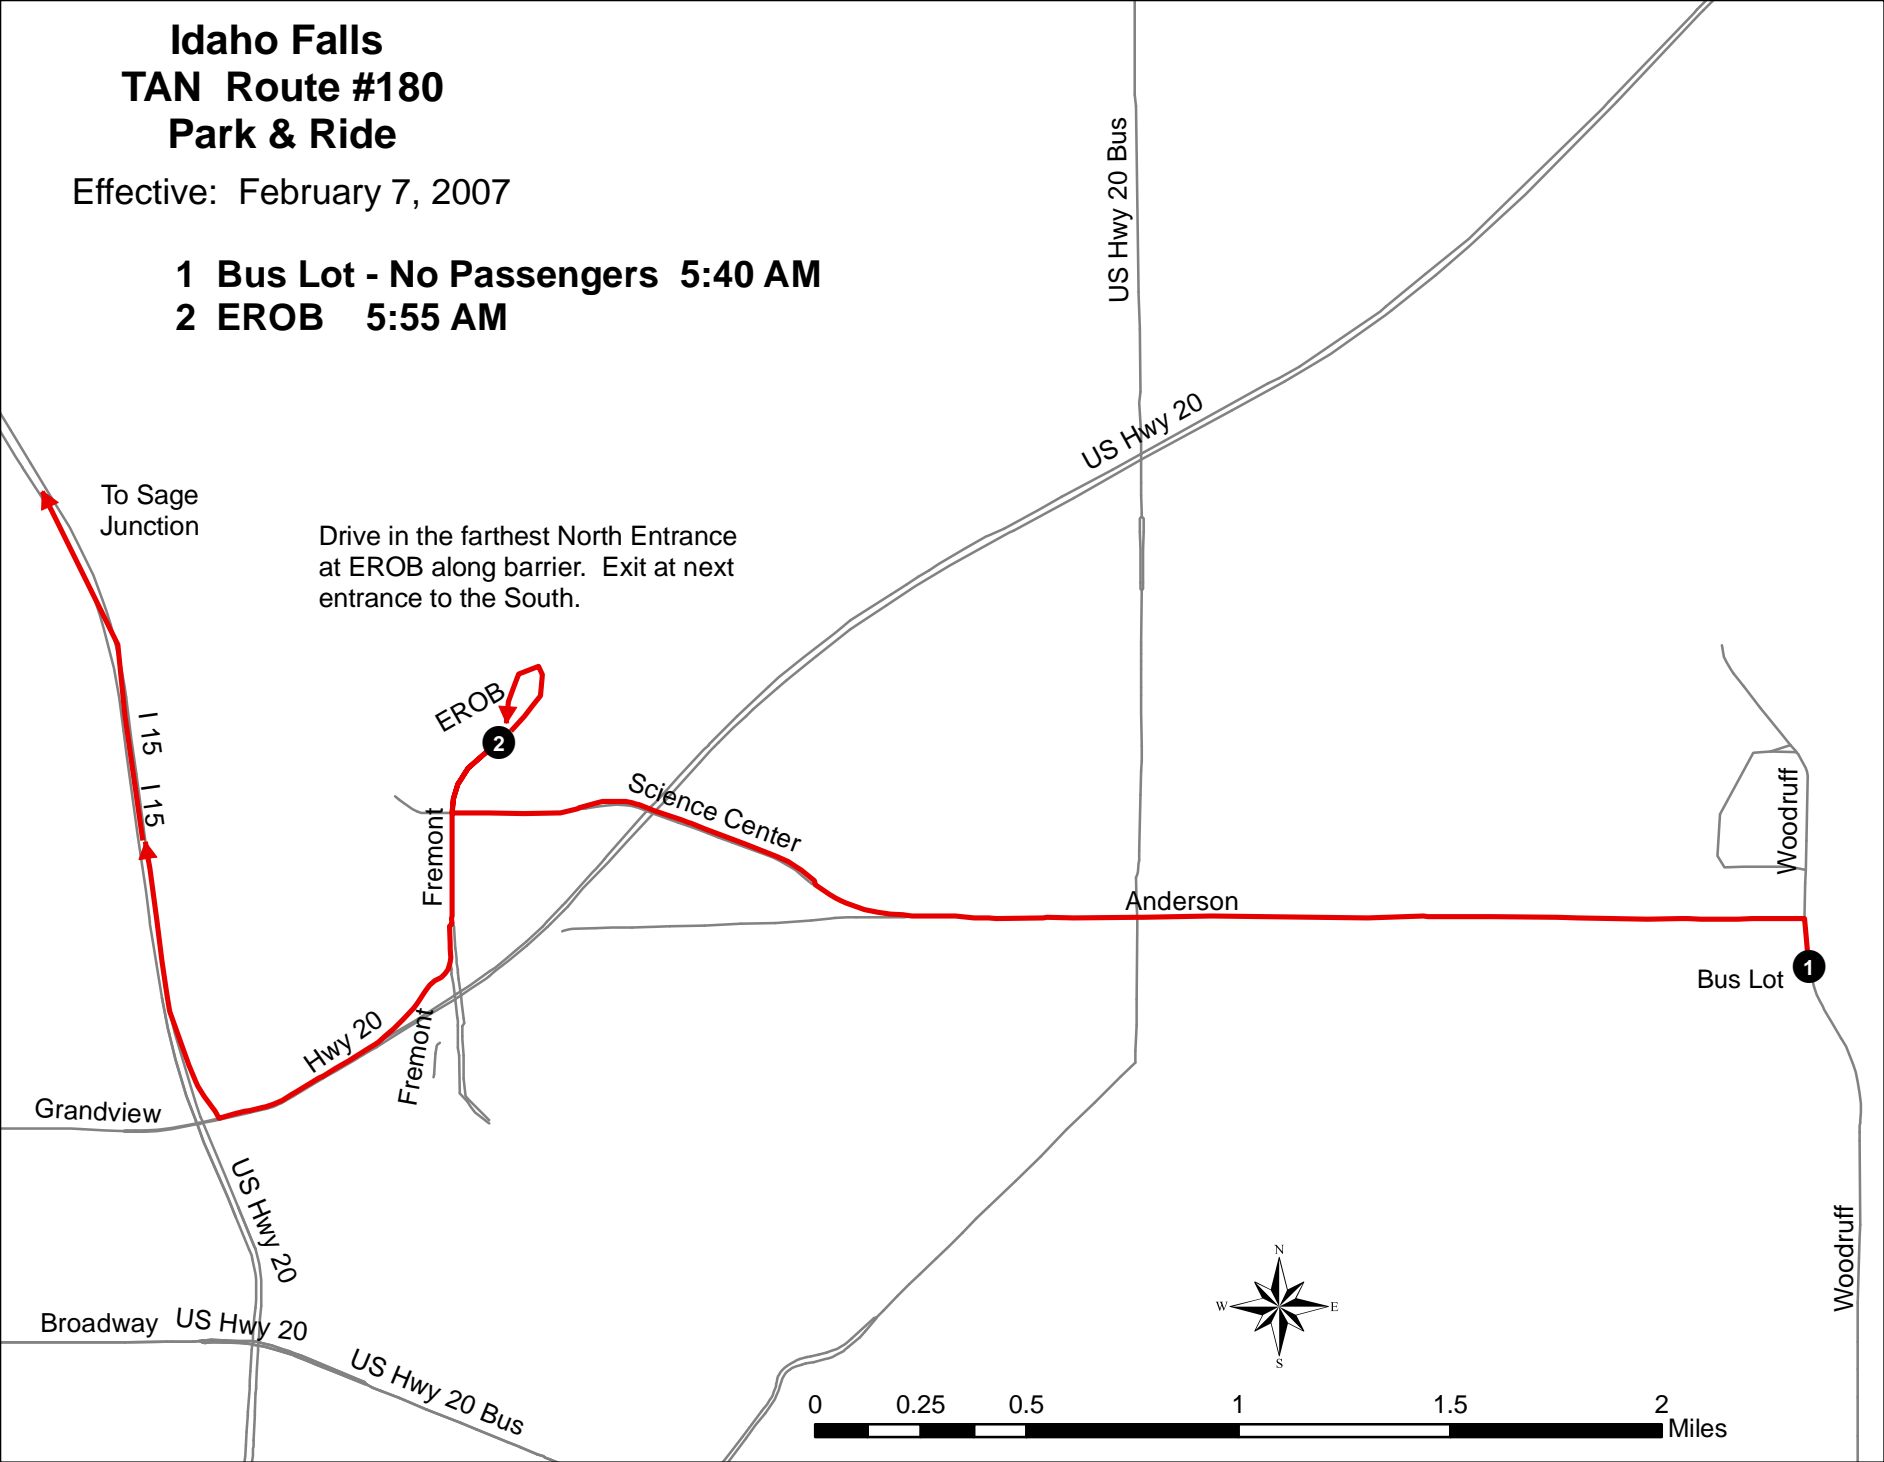 Idaho Falls
TAN  Route #180
Park & Ride
Effective:  February 7, 2007
1  Bus Lot - No Passengers  5:40 AM
2  EROB    5:55 AM
US Hwy 20 Bus
US Hwy 20
To Sage
Junction
Drive in the farthest North Entrance
at EROB along barrier.  Exit at next
entrance to the South.
EROB
2
I 15
I 15
Science Center
Fremont
Woodruff
Anderson
1
Bus Lot
Hwy 20
Fremont
Grandview
US Hwy 20
Woodruff
Broadway
US Hwy 20
US Hwy 20 Bus
N
W
E
S
0 0.25 0.5 1 1.5 2
Miles